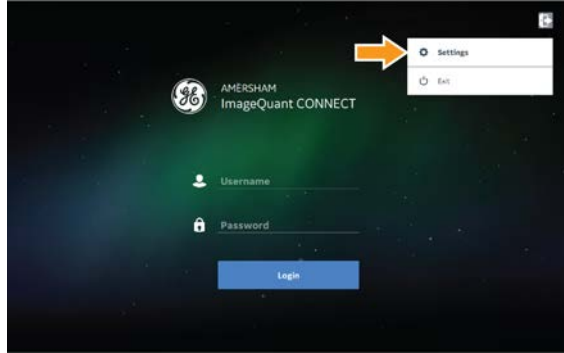 Settings
Exit
AMERSHAM
ImageQuant CONNECT
Username
Password
Login